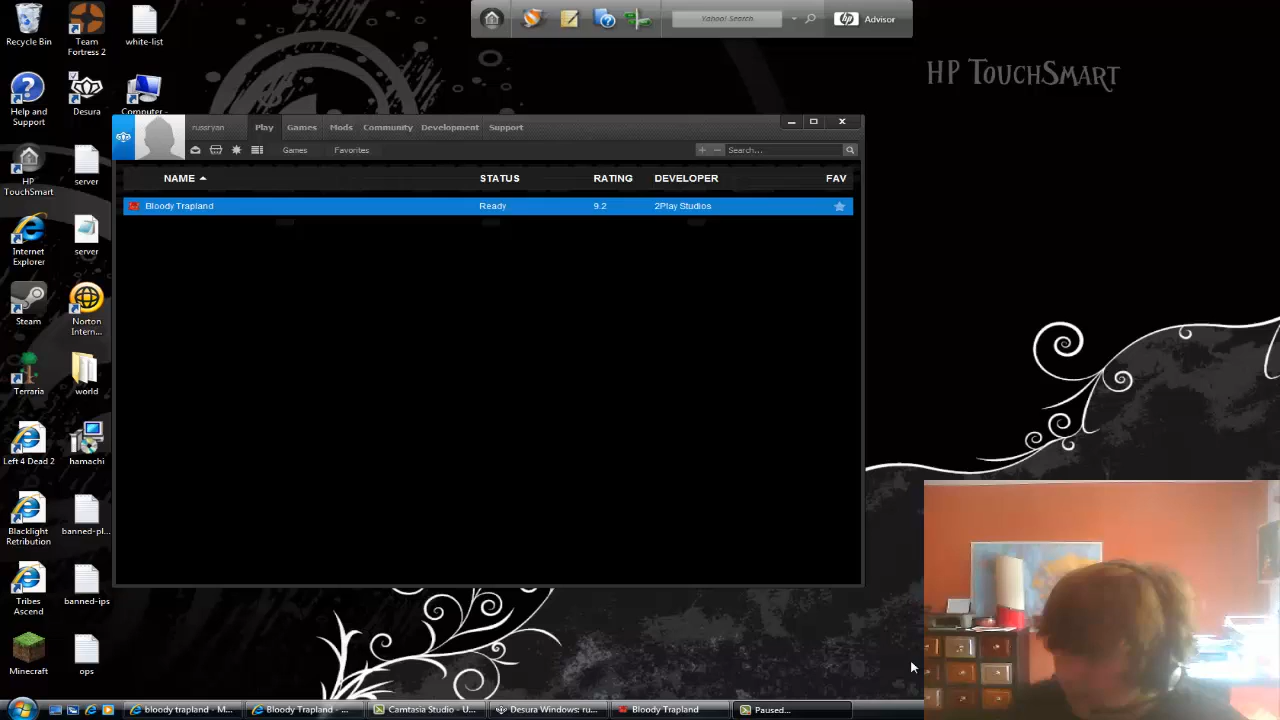 Recycle Bin
Team Fortress 2
white-list
Yahoo! Search
hp Advisor
HP TouchSmart
Help and Support
Desura
Computer -
russryan
Play
Games
Mods
Community
Development
Support
Games
Favorites
Search...
NAME
STATUS
RATING
DEVELOPER
FAV
Bloody Trapland
Ready
9.2
2Play Studios
HP TouchSmart
server
Internet Explorer
server
Steam
Norton Intern...
Terraria
world
Left 4 Dead 2
hamachi
Blacklight Retribution
banned-pl...
Tribes Ascend
banned-ips
Minecraft
ops
bloody trapland - M...
Bloody Trapland - ...
Camtasia Studio - U...
Desura Windows: ru...
Bloody Trapland
Paused...